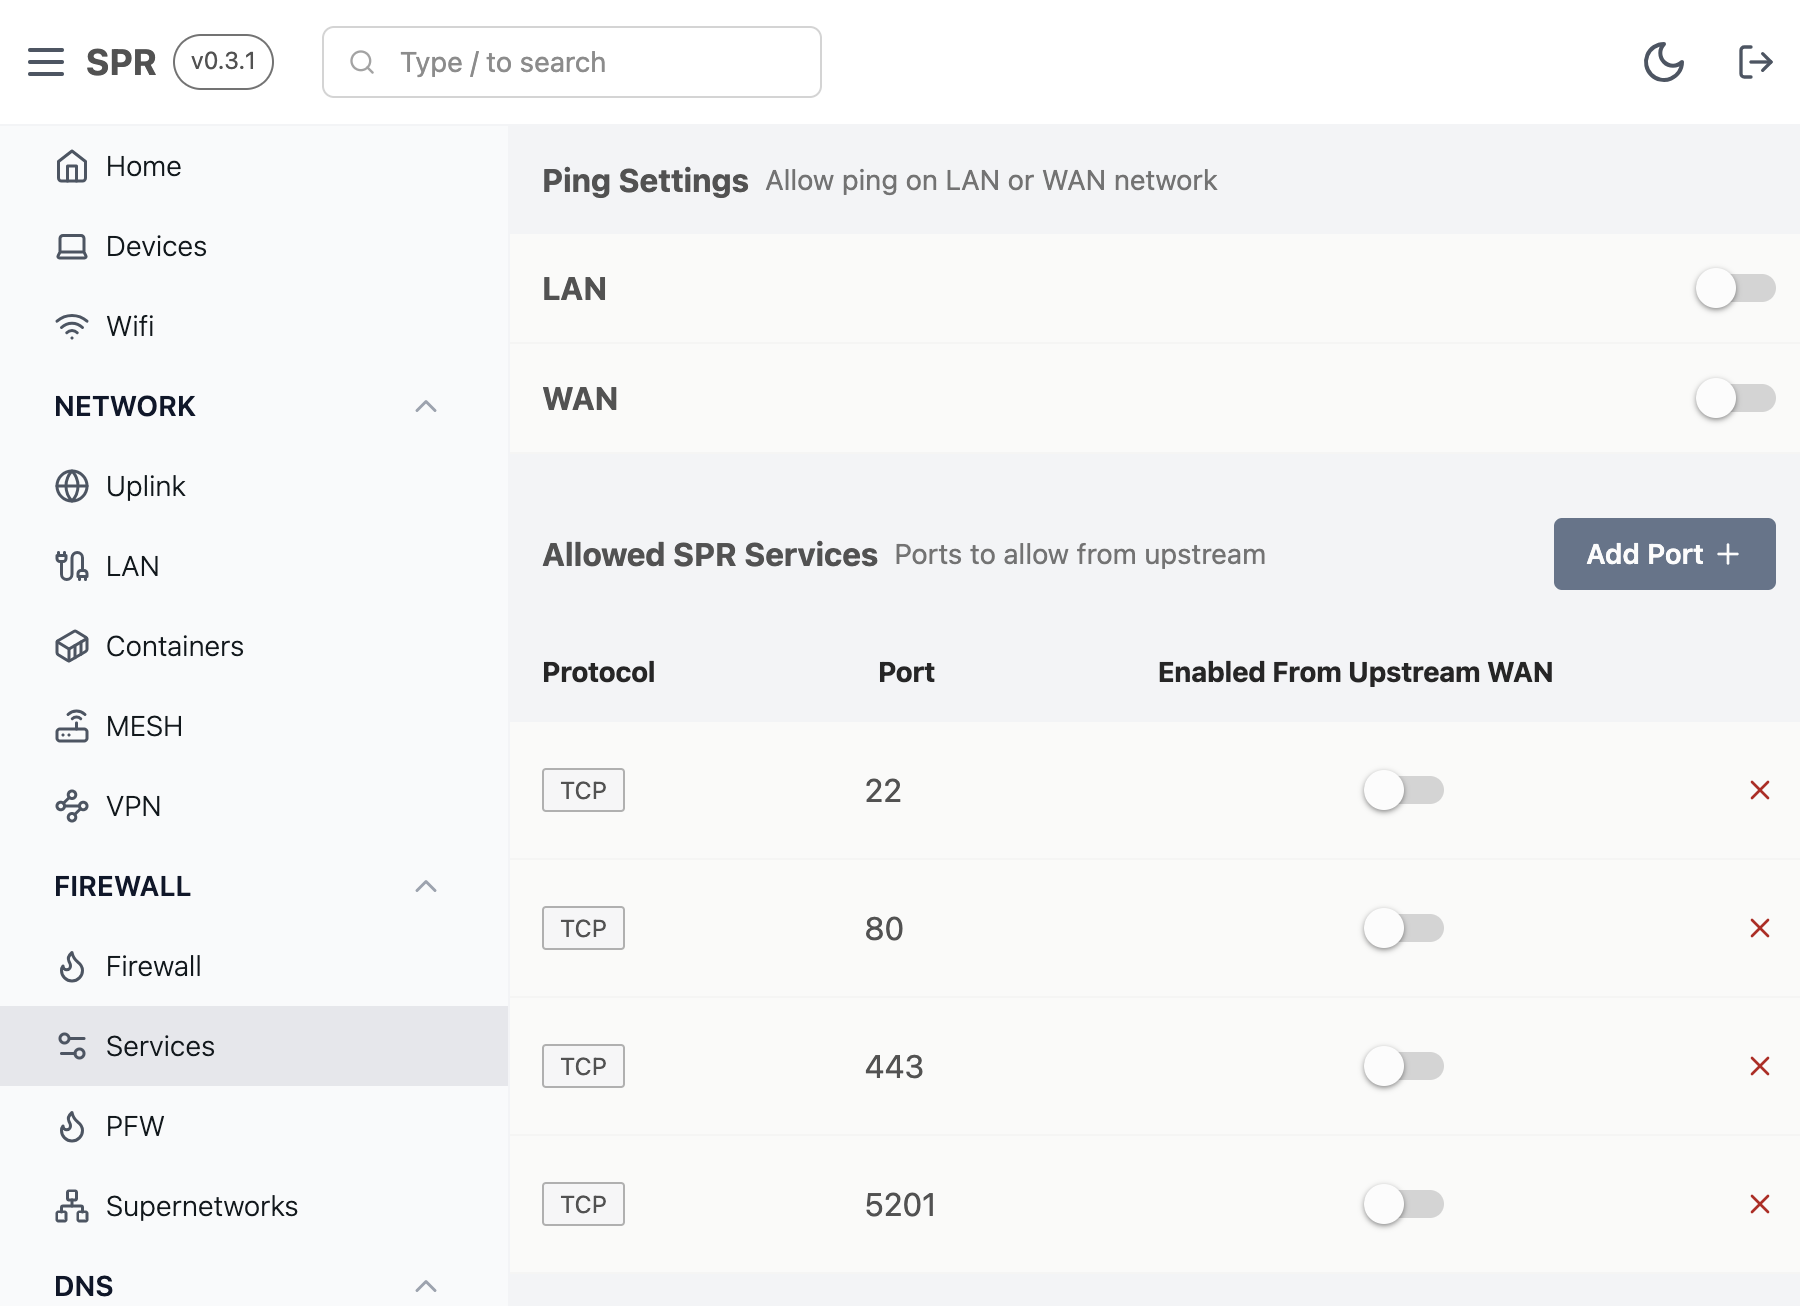 SPR v0.3.1 Type / to search
Home
Devices
Wifi
NETWORK
Uplink
LAN
Containers
MESH
VPN
FIREWALL
Firewall
Services
PFW
Supernetworks
DNS
Ping Settings Allow ping on LAN or WAN network
LAN
WAN
Allowed SPR Services Ports to allow from upstream Add Port +
Protocol Port Enabled From Upstream WAN
TCP 22
TCP 80
TCP 443
TCP 5201